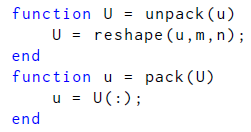 function U = unpack(u)
    U = reshape(u,m,n);
end
function u = pack(U)
    u = U(:);
end